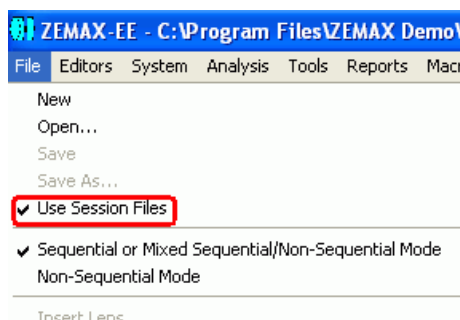 ZEMAX-EE - C:\Program Files\ZEMAX Demo\
File Editors System Analysis Tools Reports Macr
New
Open...
Save
Save As...
Use Session Files
Sequential or Mixed Sequential/Non-Sequential Mode
Non-Sequential Mode
Insert Lens